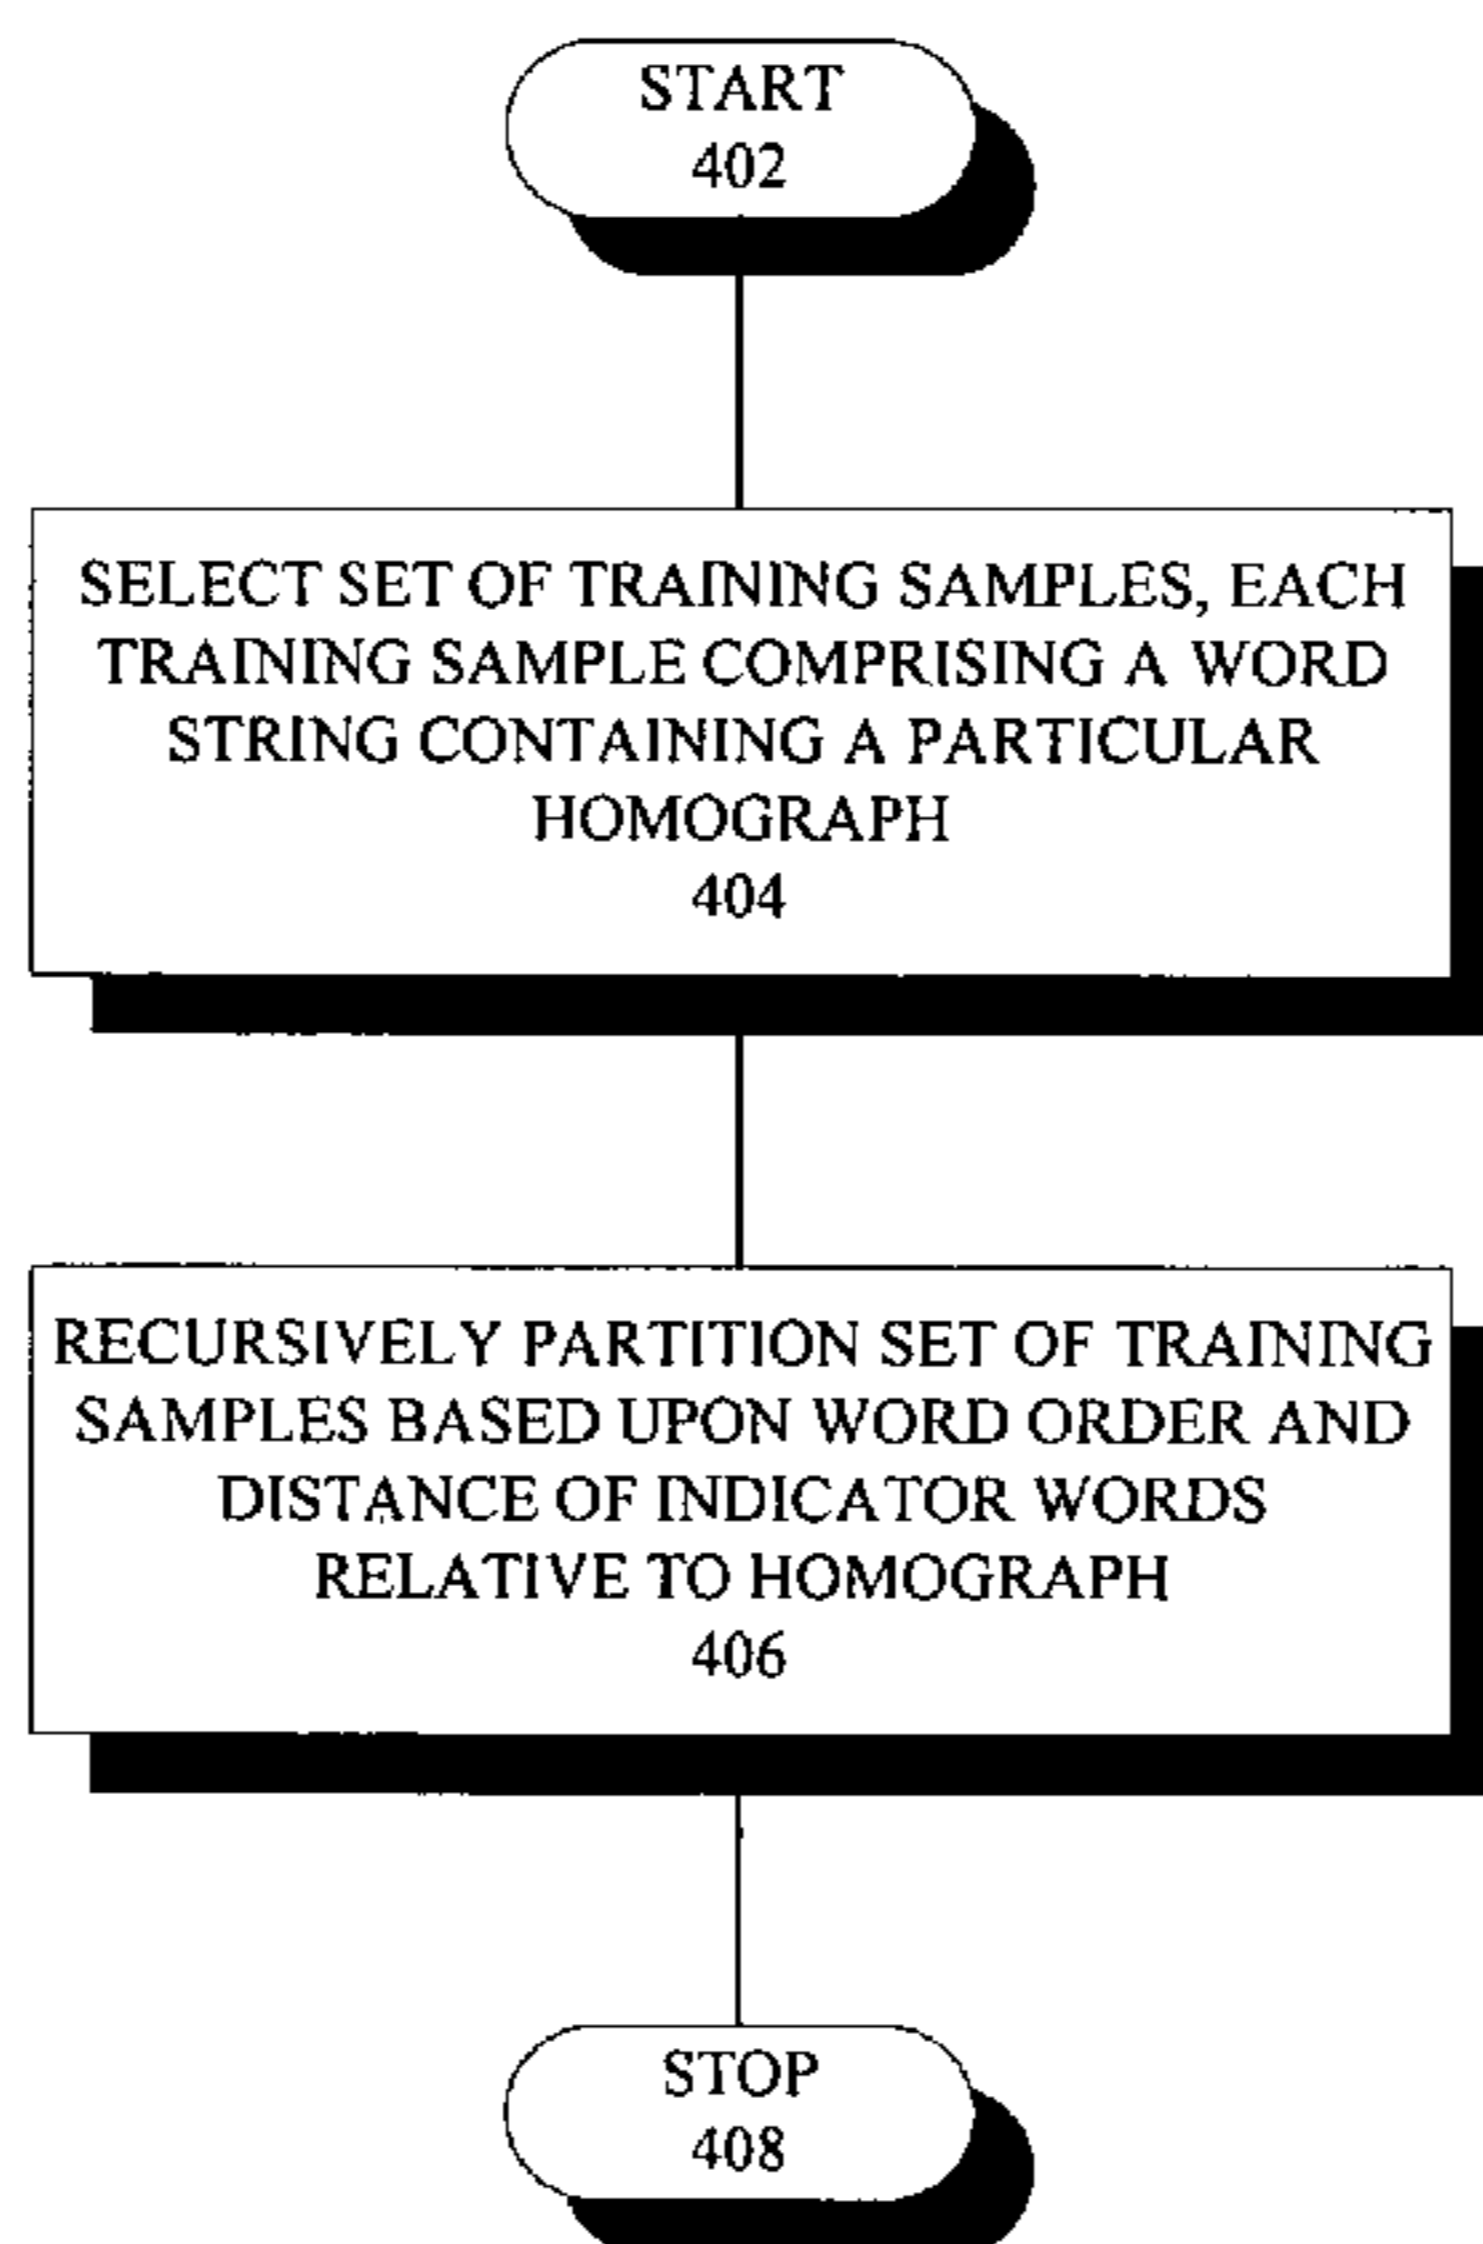 START
402
SELECT SET OF TRAINING SAMPLES, EACH
TRAINING SAMPLE COMPRISING A WORD
STRING CONTAINING A PARTICULAR
HOMOGRAPH
404
RECURSIVELY PARTITION SET OF TRAINING
SAMPLES BASED UPON WORD ORDER AND
DISTANCE OF INDICATOR WORDS
RELATIVE TO HOMOGRAPH
406
STOP
408